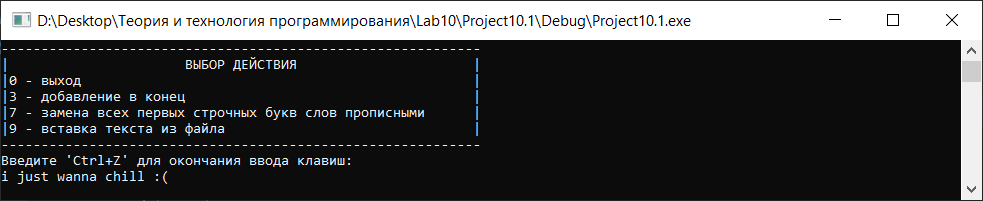 D:\Desktop\Теория и технология программирования\Lab10\Project10.1\Debug\Project10.1.exe
ВЫБОР ДЕЙСТВИЯ
0 - выход
3 - добавление в конец
7 - замена всех первых строчных букв слов прописными
9 - вставка текста из файла
Введите 'Ctrl+Z' для окончания ввода клавиш:
i just wanna chill :(